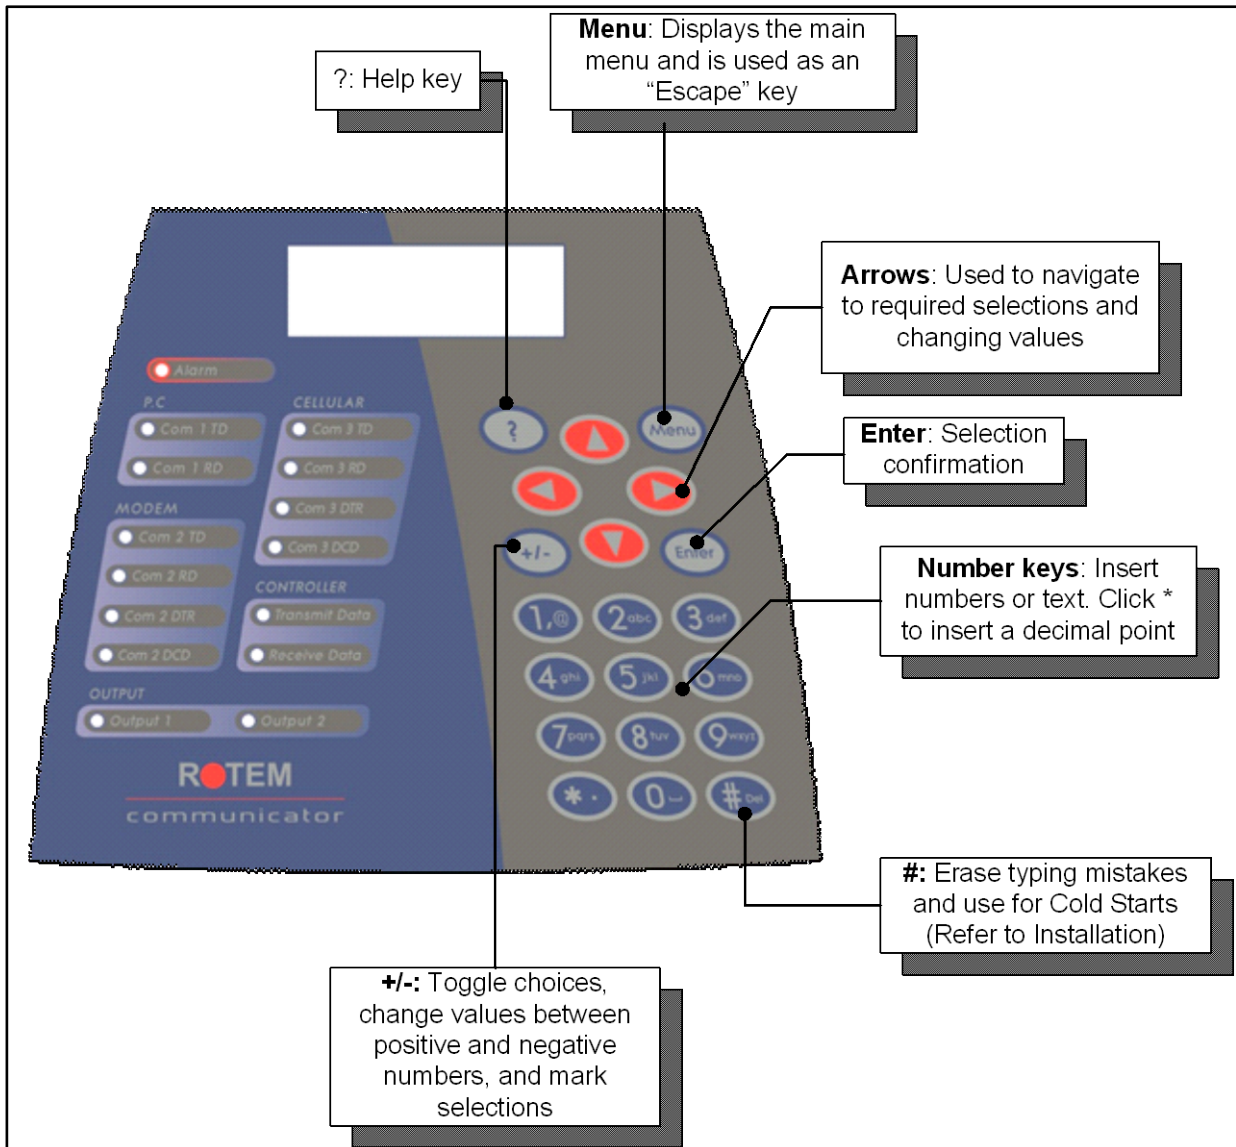 Menu: Displays the main
menu and is used as an
“Escape” key
?: Help key
Arrows: Used to navigate
to required selections and
changing values
Alarm
P.C
CELLULAR
Com 1 TD
Com 3 TD
?
Menu
Enter: Selection
confirmation
Com 1 RD
Com 3 RD
MODEM
Com 3 DTR
Com 2 TD
Com 3 DCD
+/-
Enter
Com 2 RD
CONTROLLER
Number keys: Insert
numbers or text. Click *
to insert a decimal point
Com 2 DTR
Transmit Data
1,@ 2abc 3def
Com 2 DCD
Receive Data
4ghi 5jkl 6mno
OUTPUT
Output 1
Output 2
7pqrs 8tuv 9wxyz
ROTEM
communicator
*. 0⎵ #Del
#: Erase typing mistakes
and use for Cold Starts
(Refer to Installation)
+/-: Toggle choices,
change values between
positive and negative
numbers, and mark
selections